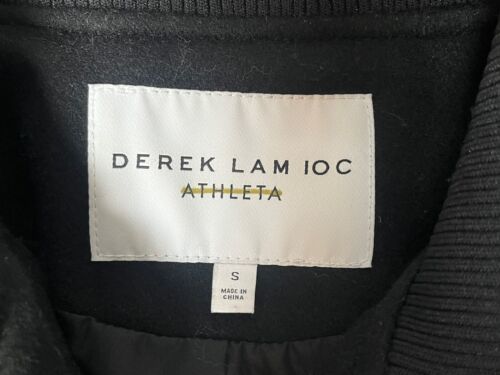 DEREK LAM 10C
ATHLETA
S
MADE IN
CHINA